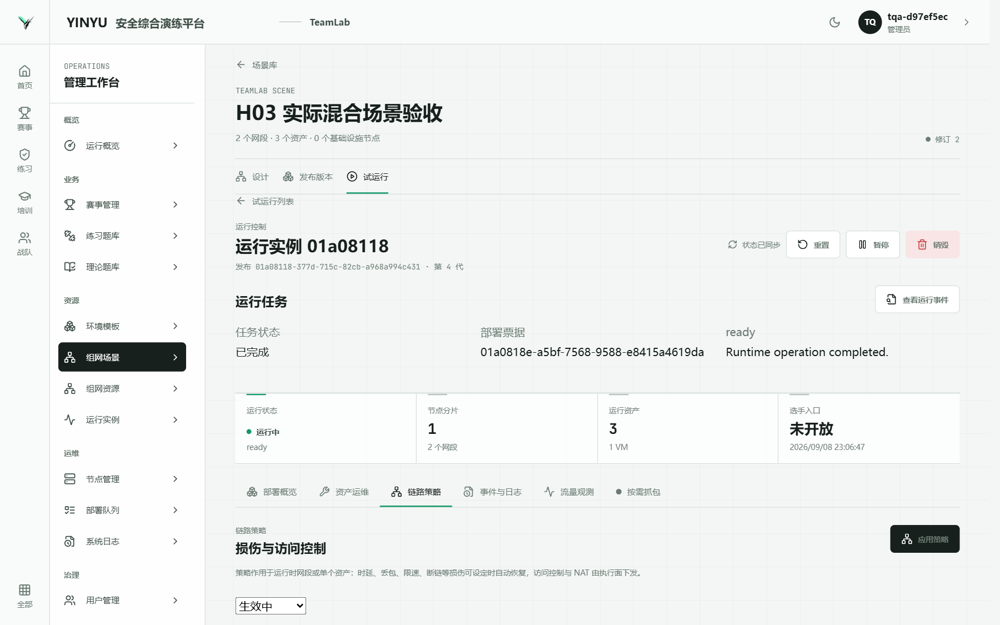 YINYU 安全综合演练平台
TeamLab
TQ
tqa-d97ef5ec
管理员
首页
赛事
练习
培训
战队
全部
OPERATIONS
管理工作台
概览
运行概览
业务
赛事管理
练习题库
理论题库
资源
环境模板
组网场景
组网资源
运行实例
运维
节点管理
部署队列
系统日志
治理
用户管理
场景库
TEAMLAB SCENE
H03 实际混合场景验收
2 个网段 · 3 个资产 · 0 个基础设施节点
修订 2
设计
发布版本
试运行
试运行列表
运行控制
运行实例 01a08118
发布 01a08118-377d-715c-82cb-a968a994c431 · 第 4 代
状态已同步
重置
暂停
销毁
运行任务
查看运行事件
任务状态
已完成
部署票据
01a0818e-a5bf-7568-9588-e8415a4619da
ready
Runtime operation completed.
运行状态
运行中
ready
节点分片
1
2 个网段
运行资产
3
1 VM
选手入口
未开放
2026/09/08 23:06:47
部署概览
资产运维
链路策略
事件与日志
流量观测
按需抓包
链路策略
损伤与访问控制
应用策略
策略作用于运行时网段或单个资产：时延、丢包、限速、断链等损伤可设定时自动恢复，访问控制与 NAT 由执行面下发。
生效中